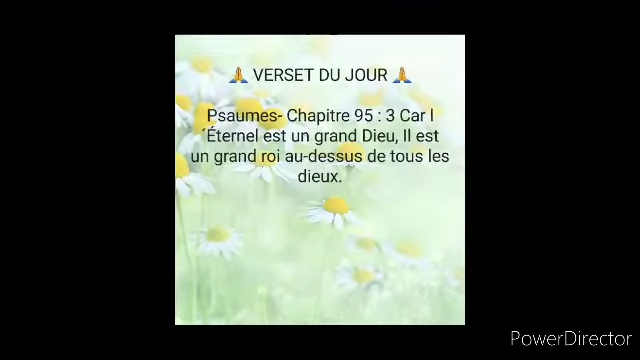 🙏 VERSET DU JOUR 🙏
Psaumes- Chapitre 95 : 3 Car l
´Éternel est un grand Dieu, Il est
un grand roi au-dessus de tous les
dieux.
PowerDirector